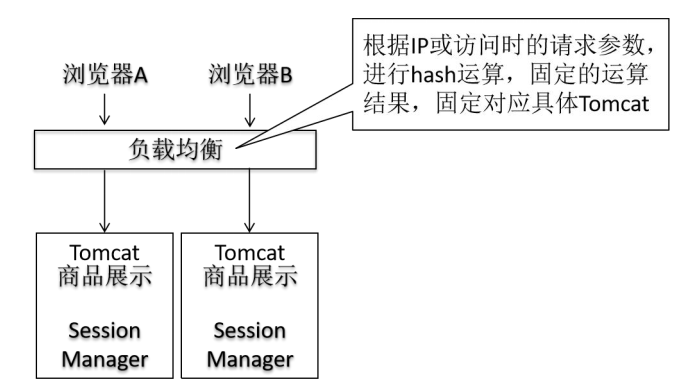 根据IP或访问时的请求参数，
进行hash运算，固定的运算
结果，固定对应具体Tomcat
浏览器A
浏览器B
负载均衡
Tomcat
商品展示
Session
Manager
Tomcat
商品展示
Session
Manager